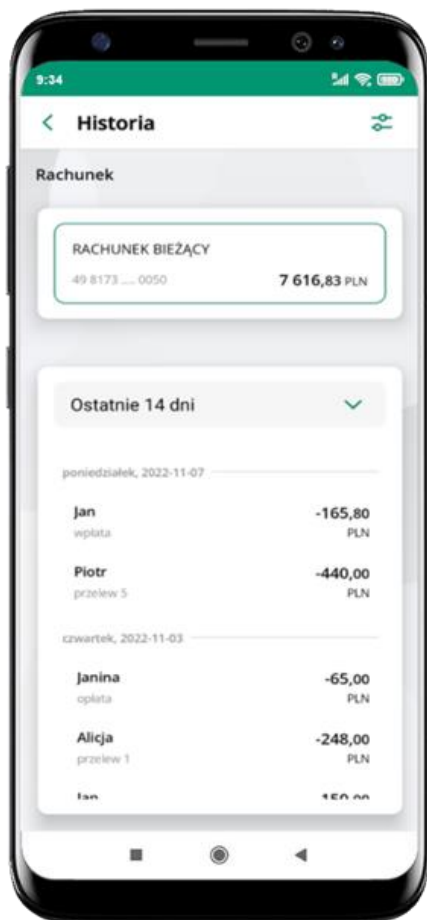 9:34
Historia
Rachunek
RACHUNEK BIEŻĄCY
49 8173 .... 0050 7 616,83 PLN
Ostatnie 14 dni
poniedziałek, 2022-11-07
Jan -165,80
wpłata PLN
Piotr -440,00
przelew 5 PLN
czwartek, 2022-11-03
Janina -65,00
opłata PLN
Alicja -248,00
przelew 1 PLN
Jan